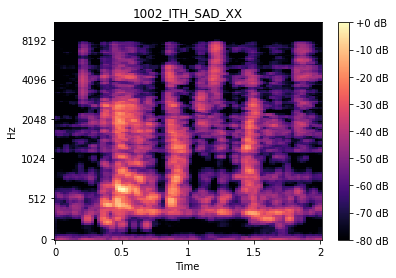 1002_ITH_SAD_XX
Hz
8192
4096
2048
1024
512
0
0 0.5 1 1.5 2
Time
+0 dB
-10 dB
-20 dB
-30 dB
-40 dB
-50 dB
-60 dB
-70 dB
-80 dB